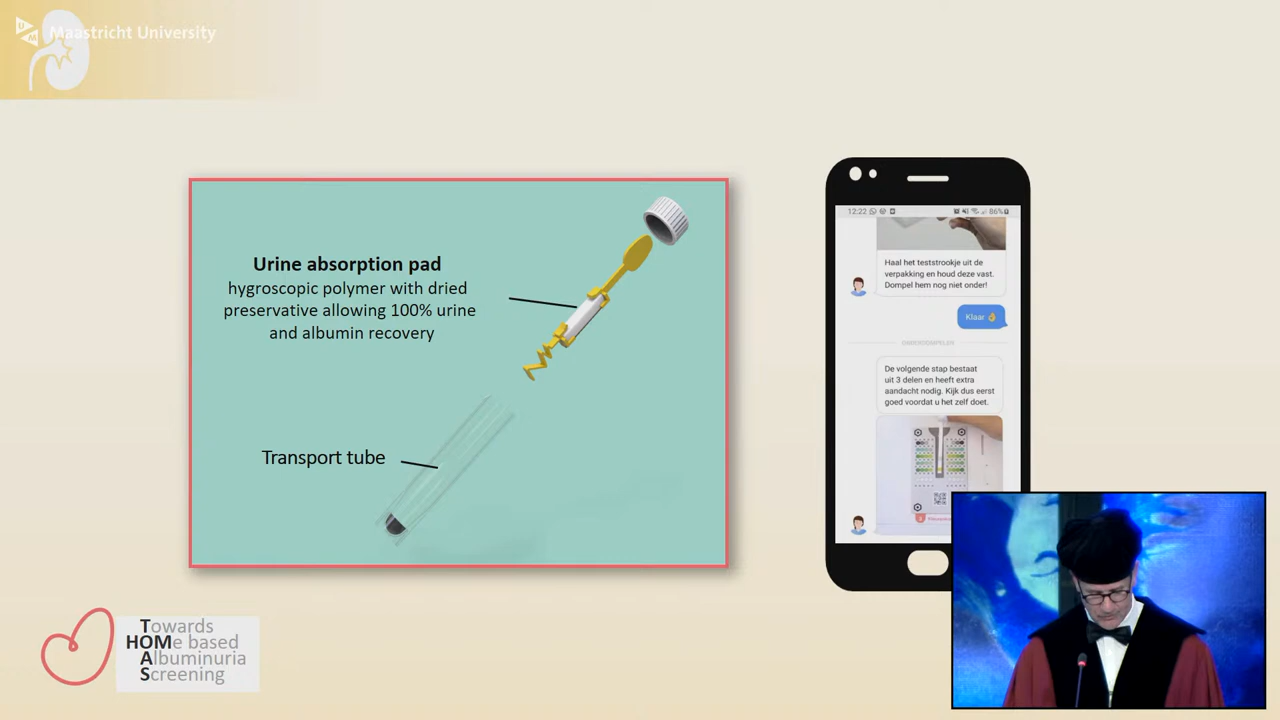 Maastricht University
Urine absorption pad
hygroscopic polymer with dried
preservative allowing 100% urine
and albumin recovery
Transport tube
12:22
86%
Haal het teststrookje uit de
verpakking en houd deze vast.
Dompel hem nog niet onder!
Klaar 👌
ONDERDOMPELEN
De volgende stap bestaat
uit 3 delen en heeft extra
aandacht nodig. Kijk dus eerst
goed voordat u het zelf doet.
Towards
HOMe based
Albuminuria
Screening